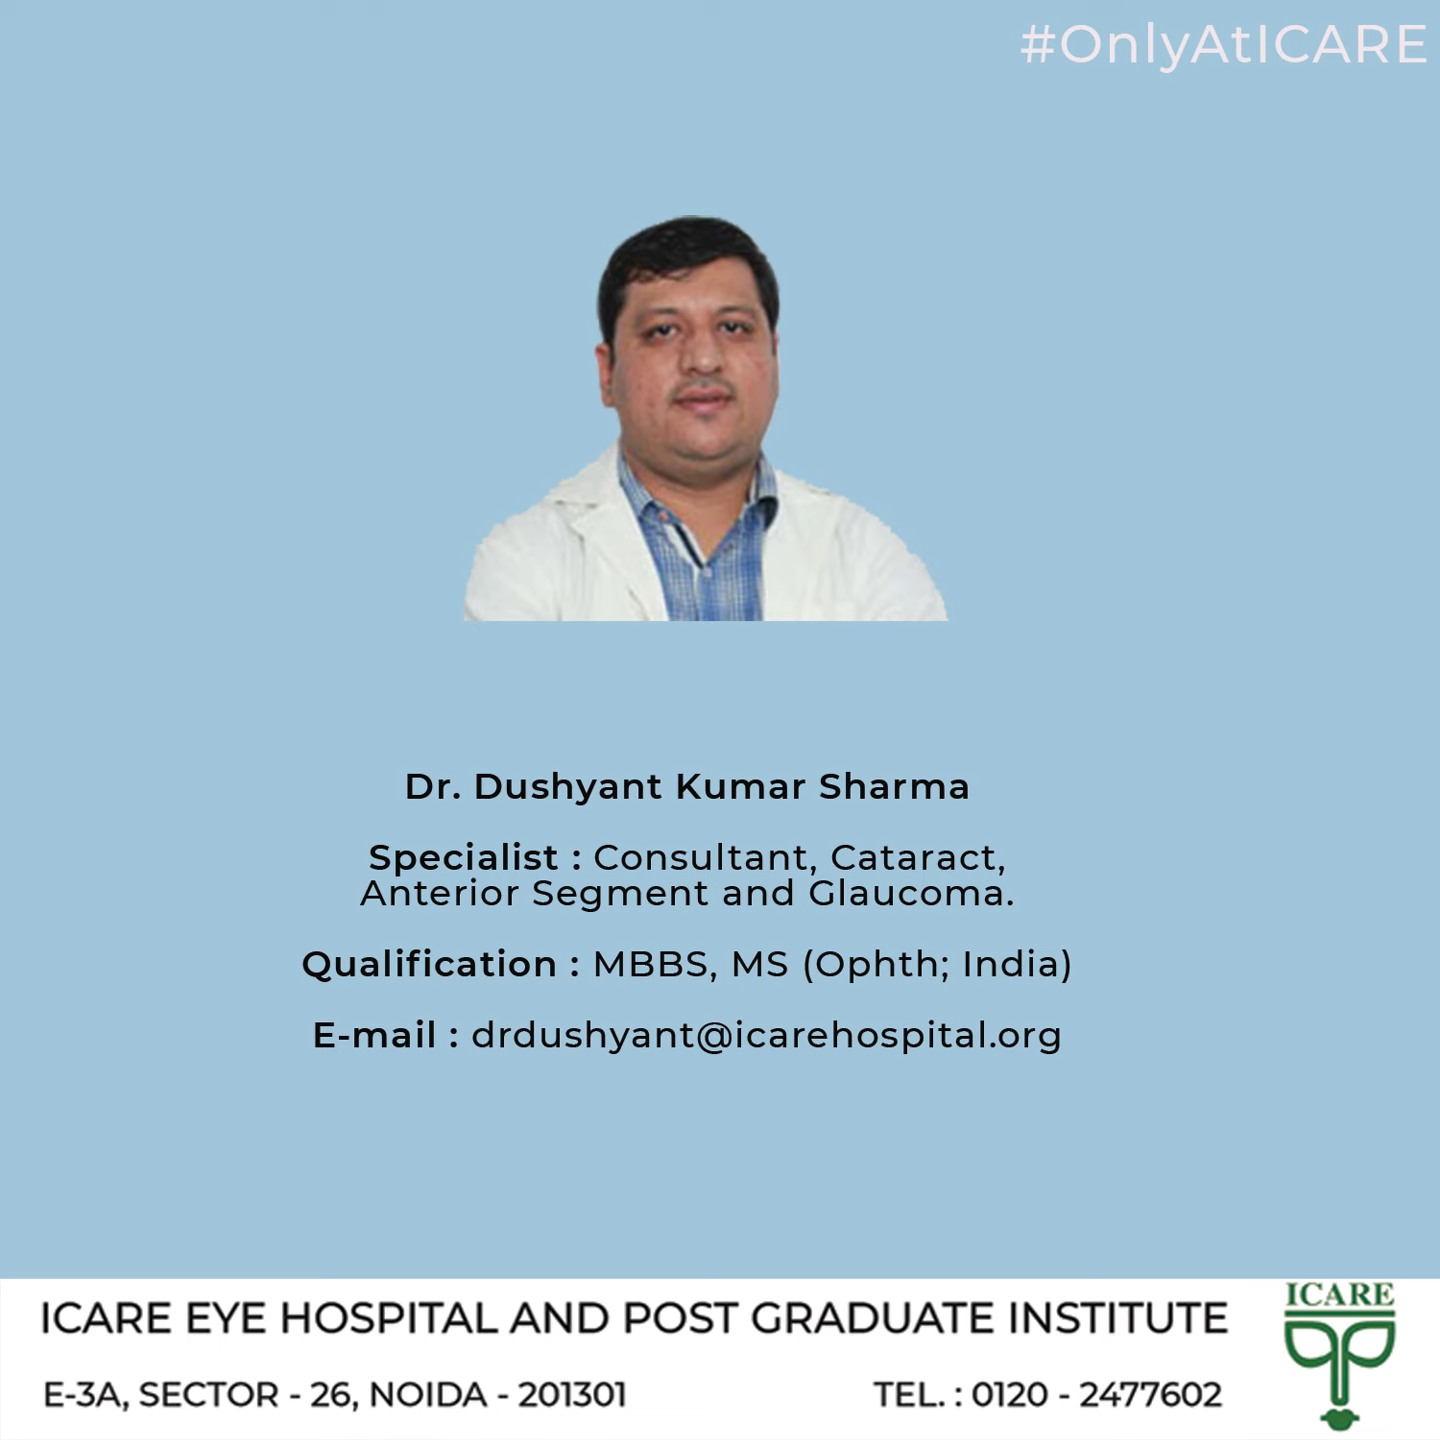 #OnlyAtICARE
Dr. Dushyant Kumar Sharma
Specialist : Consultant, Cataract,
Anterior Segment and Glaucoma.
Qualification : MBBS, MS (Ophth; India)
E-mail : drdushyant@icarehospital.org
ICARE EYE HOSPITAL AND POST GRADUATE INSTITUTE
E-3A, SECTOR - 26, NOIDA - 201301
TEL. : 0120 - 2477602
ICARE